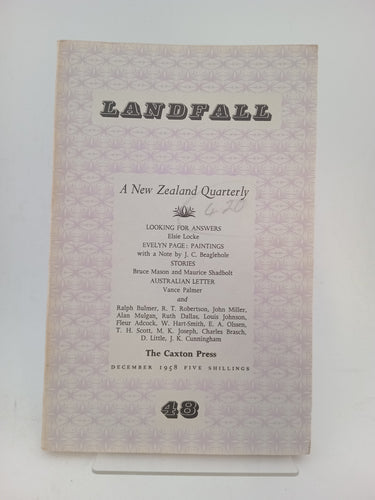 LANDFALL
A New Zealand Quarterly
6.20
LOOKING FOR ANSWERS
Elsie Locke
EVELYN PAGE: PAINTINGS
with a Note by J. C. Beaglehole
STORIES
Bruce Mason and Maurice Shadbolt
AUSTRALIAN LETTER
Vance Palmer
and
Ralph Bulmer, R. T. Robertson, John Miller,
Alan Mulgan, Ruth Dallas, Louis Johnson,
Fleur Adcock, W. Hart-Smith, E. A. Olssen,
T. H. Scott, M. K. Joseph, Charles Brasch,
D. Little, J. K. Cunningham
The Caxton Press
DECEMBER 1958 FIVE SHILLINGS
48